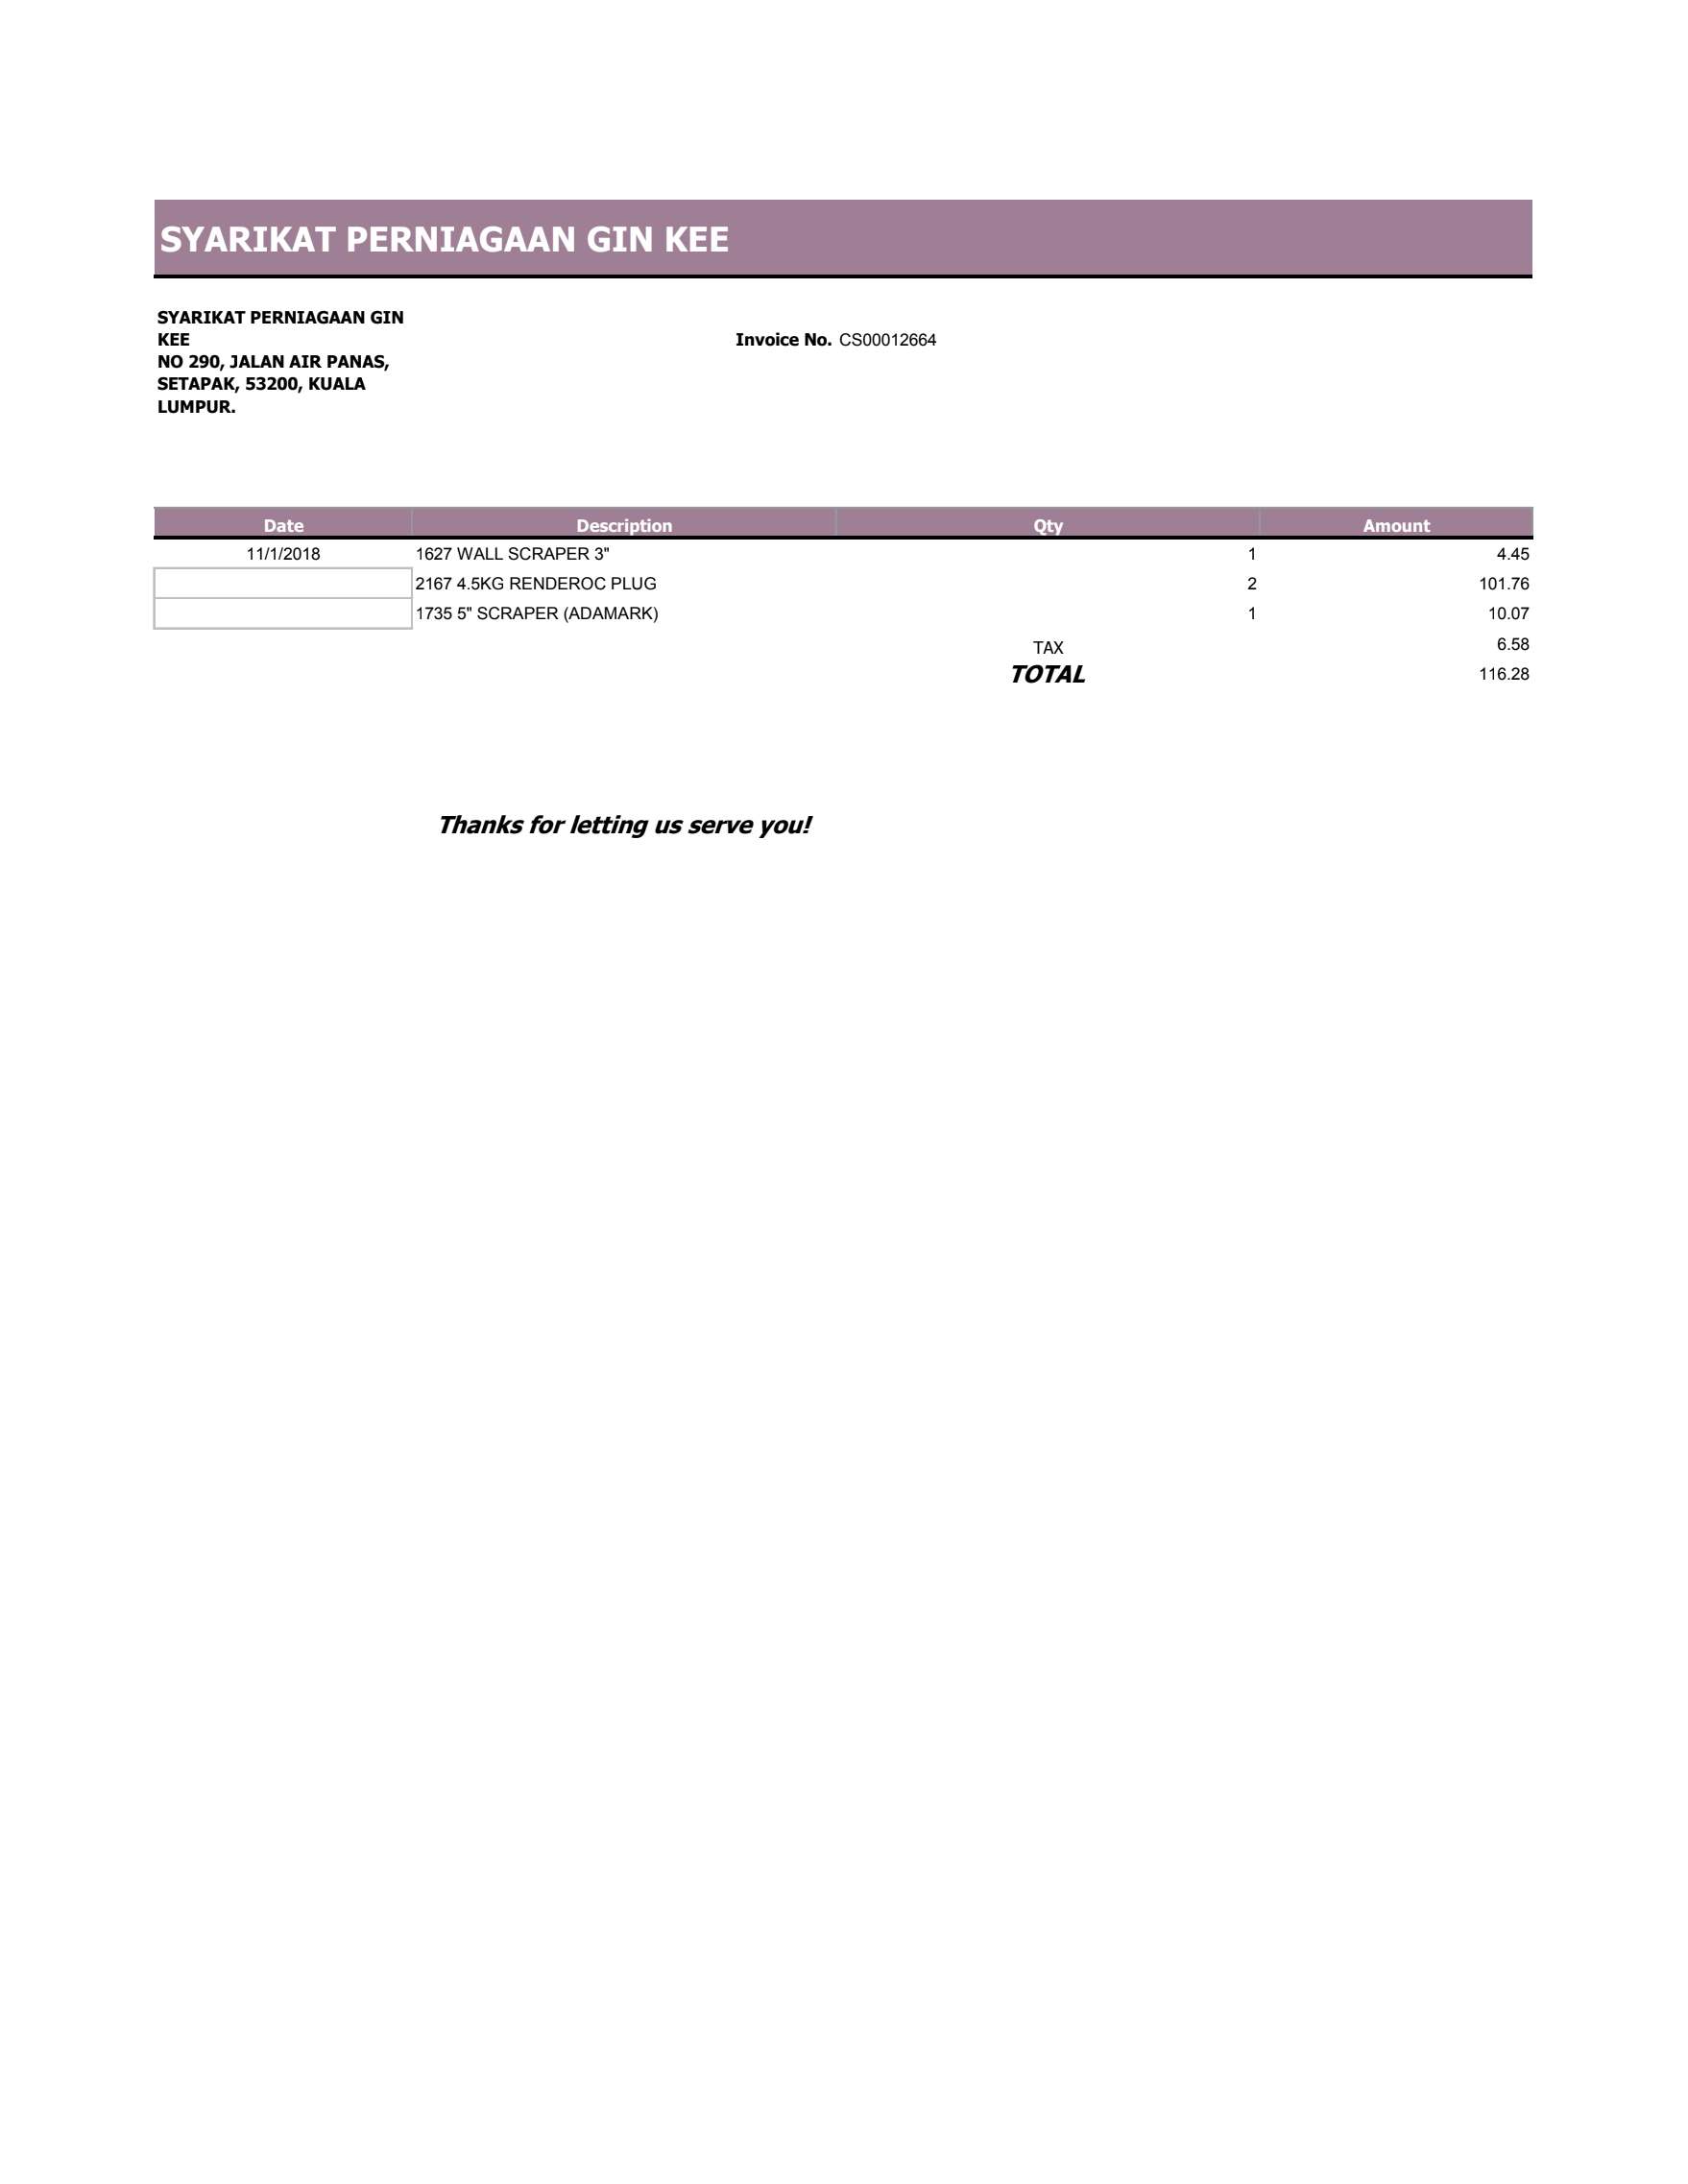 SYARIKAT PERNIAGAAN GIN KEE
SYARIKAT PERNIAGAAN GIN
KEE
NO 290, JALAN AIR PANAS,
SETAPAK, 53200, KUALA
LUMPUR.
Invoice No. CS00012664
Date Description Qty Amount
11/1/2018 1627 WALL SCRAPER 3" 1 4.45
2167 4.5KG RENDEROC PLUG 2 101.76
1735 5" SCRAPER (ADAMARK) 1 10.07
TAX 6.58
TOTAL 116.28
Thanks for letting us serve you!